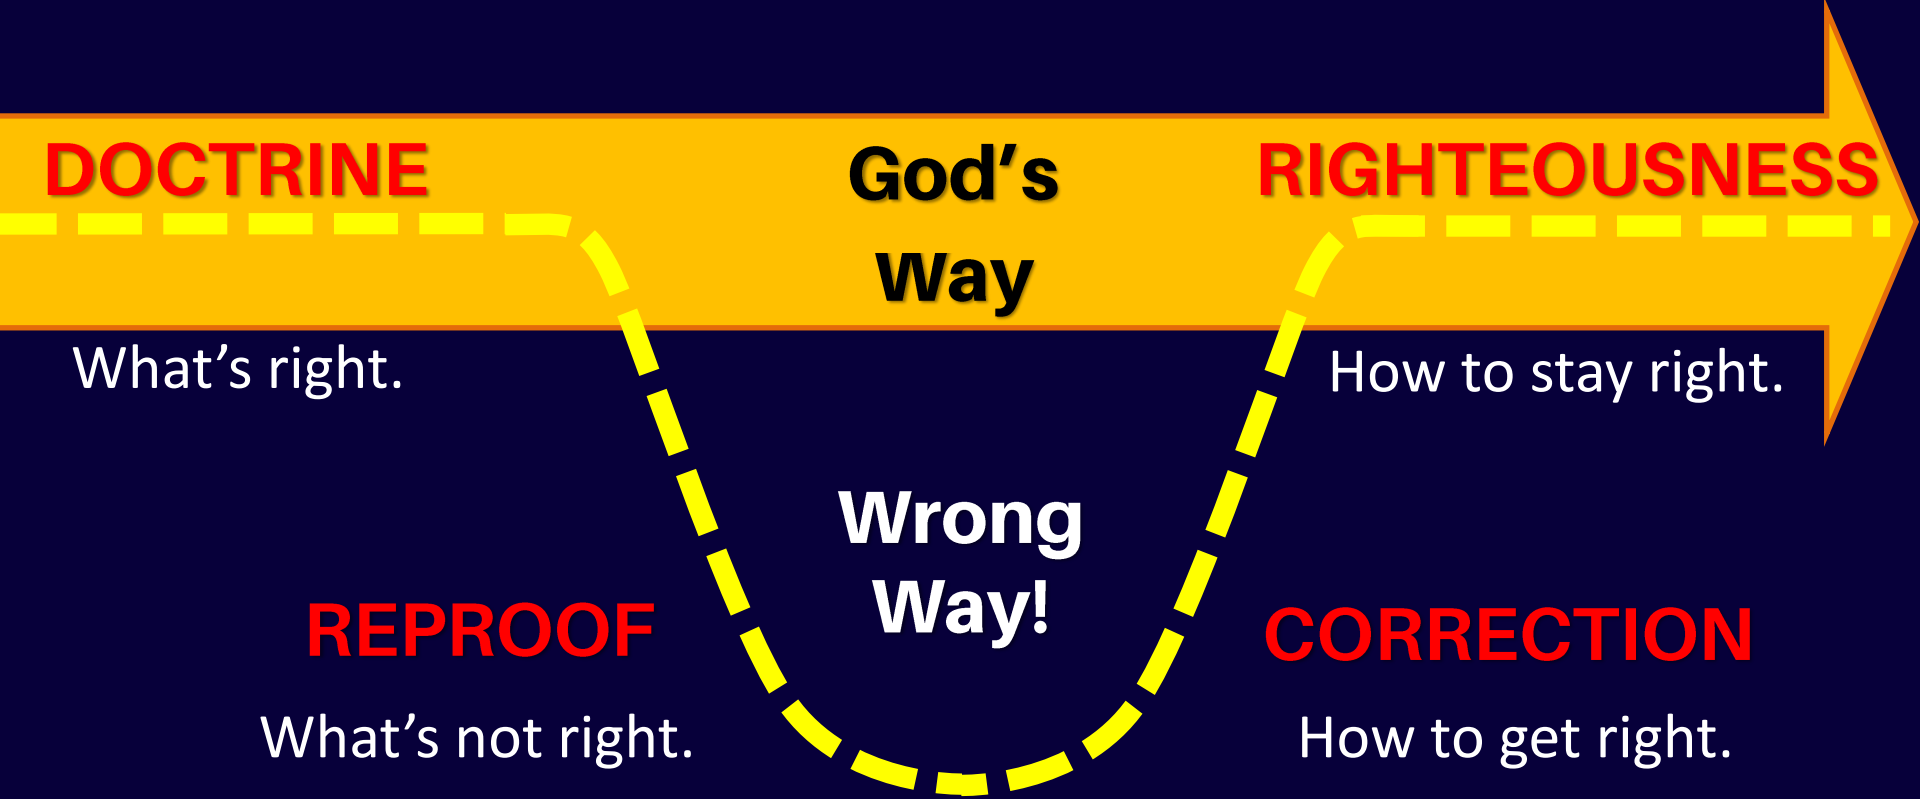 DOCTRINE
God’s
Way
RIGHTEOUSNESS
What’s right.
How to stay right.
Wrong
Way!
REPROOF
CORRECTION
What’s not right.
How to get right.